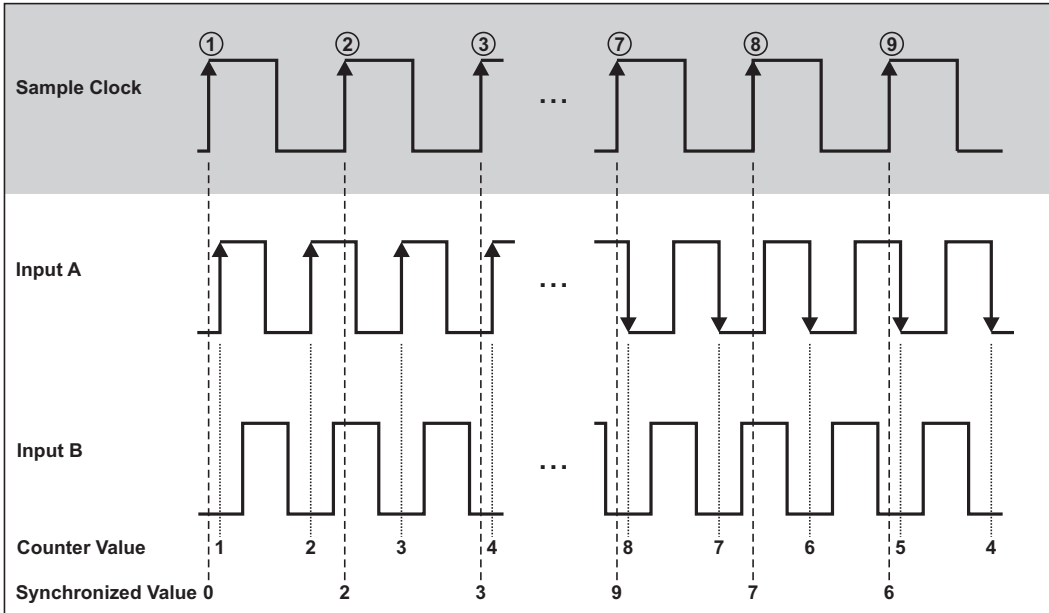 ① ② ③ ⑦ ⑧ ⑨
Sample Clock
...
Input A
...
Input B
...
Counter Value 1 2 3 4 8 7 6 5 4
Synchronized Value 0 2 3 9 7 6